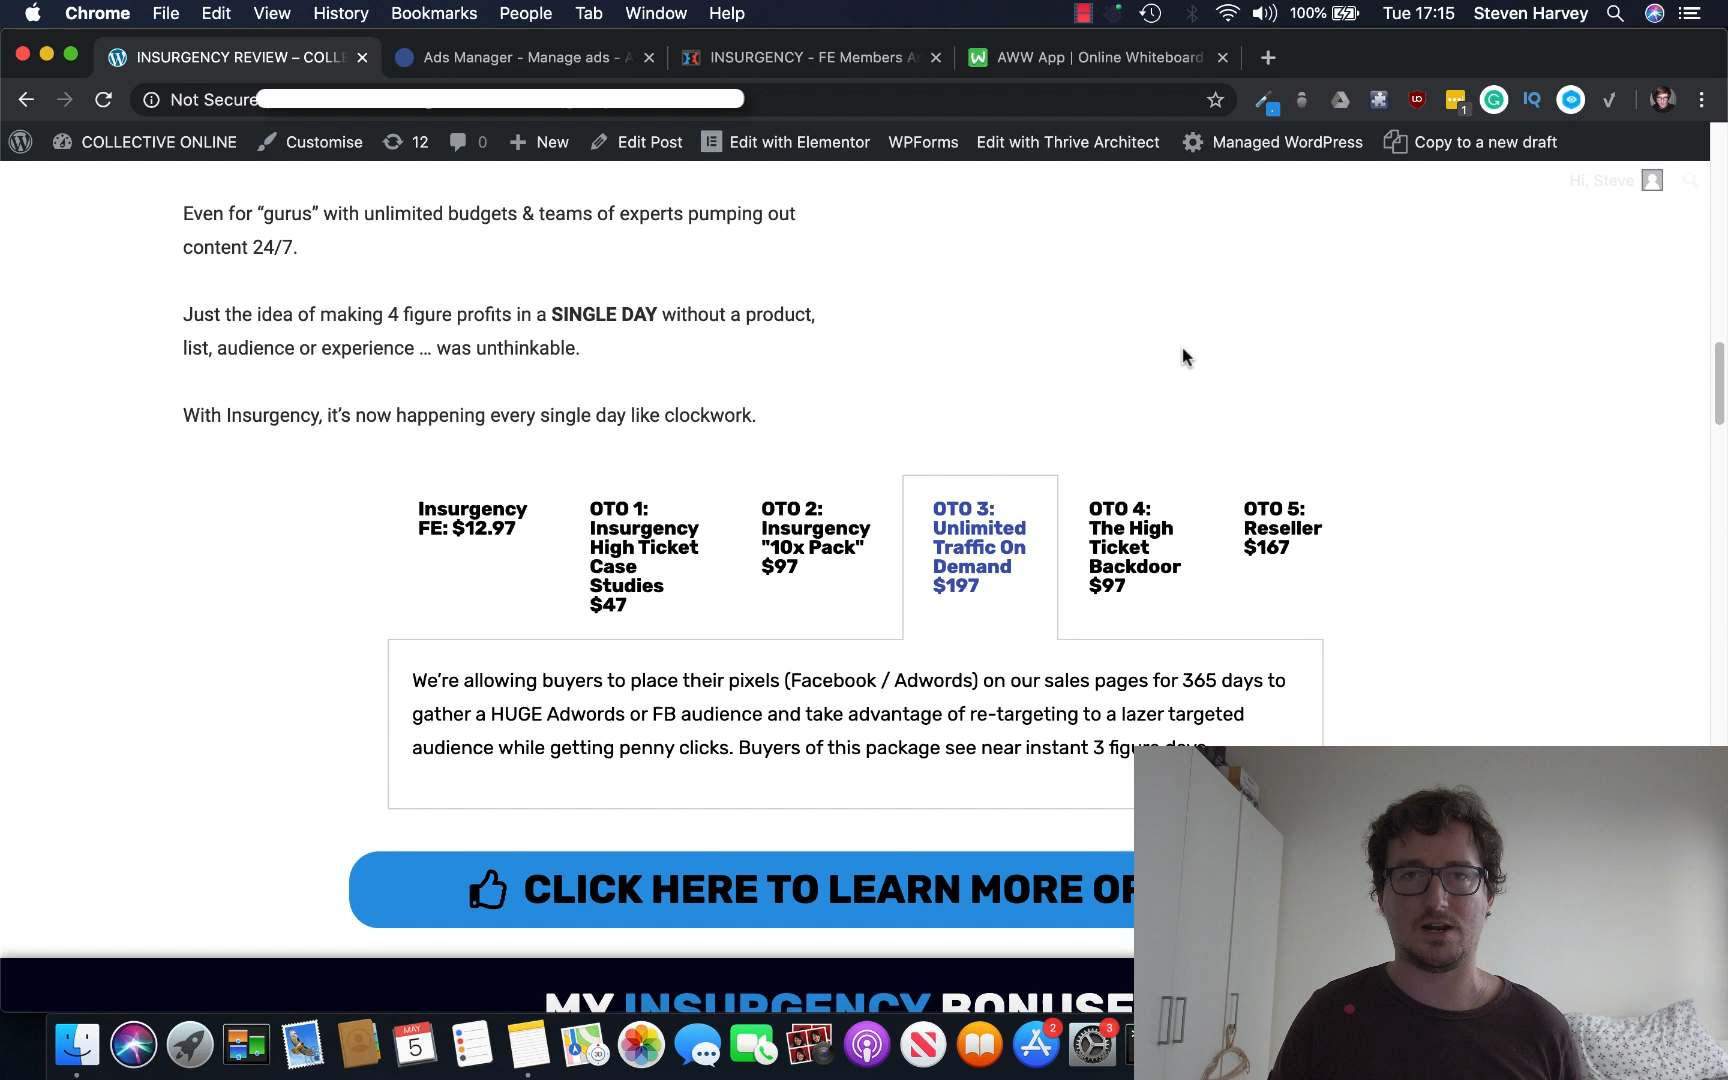 Chrome File Edit View History Bookmarks People Tab Window Help 100% Tue 17:15 Steven Harvey
INSURGENCY REVIEW – COLLE Ads Manager - Manage ads - A INSURGENCY - FE Members Ar AWW App | Online Whiteboard
Not Secure
COLLECTIVE ONLINE Customise 12 0 New Edit Post Edit with Elementor WPForms Edit with Thrive Architect Managed WordPress Copy to a new draft
Hi, Steve
Even for “gurus” with unlimited budgets & teams of experts pumping out
content 24/7.
Just the idea of making 4 figure profits in a SINGLE DAY without a product,
list, audience or experience … was unthinkable.
With Insurgency, it’s now happening every single day like clockwork.
Insurgency
FE: $12.97
OTO 1:
Insurgency
High Ticket
Case
Studies
$47
OTO 2:
Insurgency
"10x Pack"
$97
OTO 3:
Unlimited
Traffic On
Demand
$197
OTO 4:
The High
Ticket
Backdoor
$97
OTO 5:
Reseller
$167
We’re allowing buyers to place their pixels (Facebook / Adwords) on our sales pages for 365 days to
gather a HUGE Adwords or FB audience and take advantage of re-targeting to a lazer targeted
audience while getting penny clicks. Buyers of this package see near instant 3 figure days
CLICK HERE TO LEARN MORE
MY INSURGENCY BONUSE
MAY
5
2
3